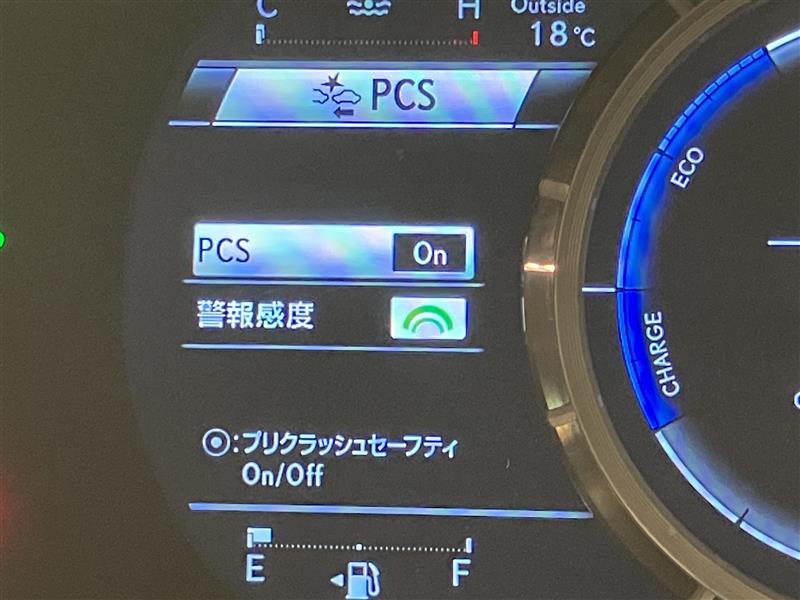 C H
Outside
18℃
PCS
PCS On
警報感度
:プリクラッシュセーフティ
On/Off
E F
ECO
CHARGE